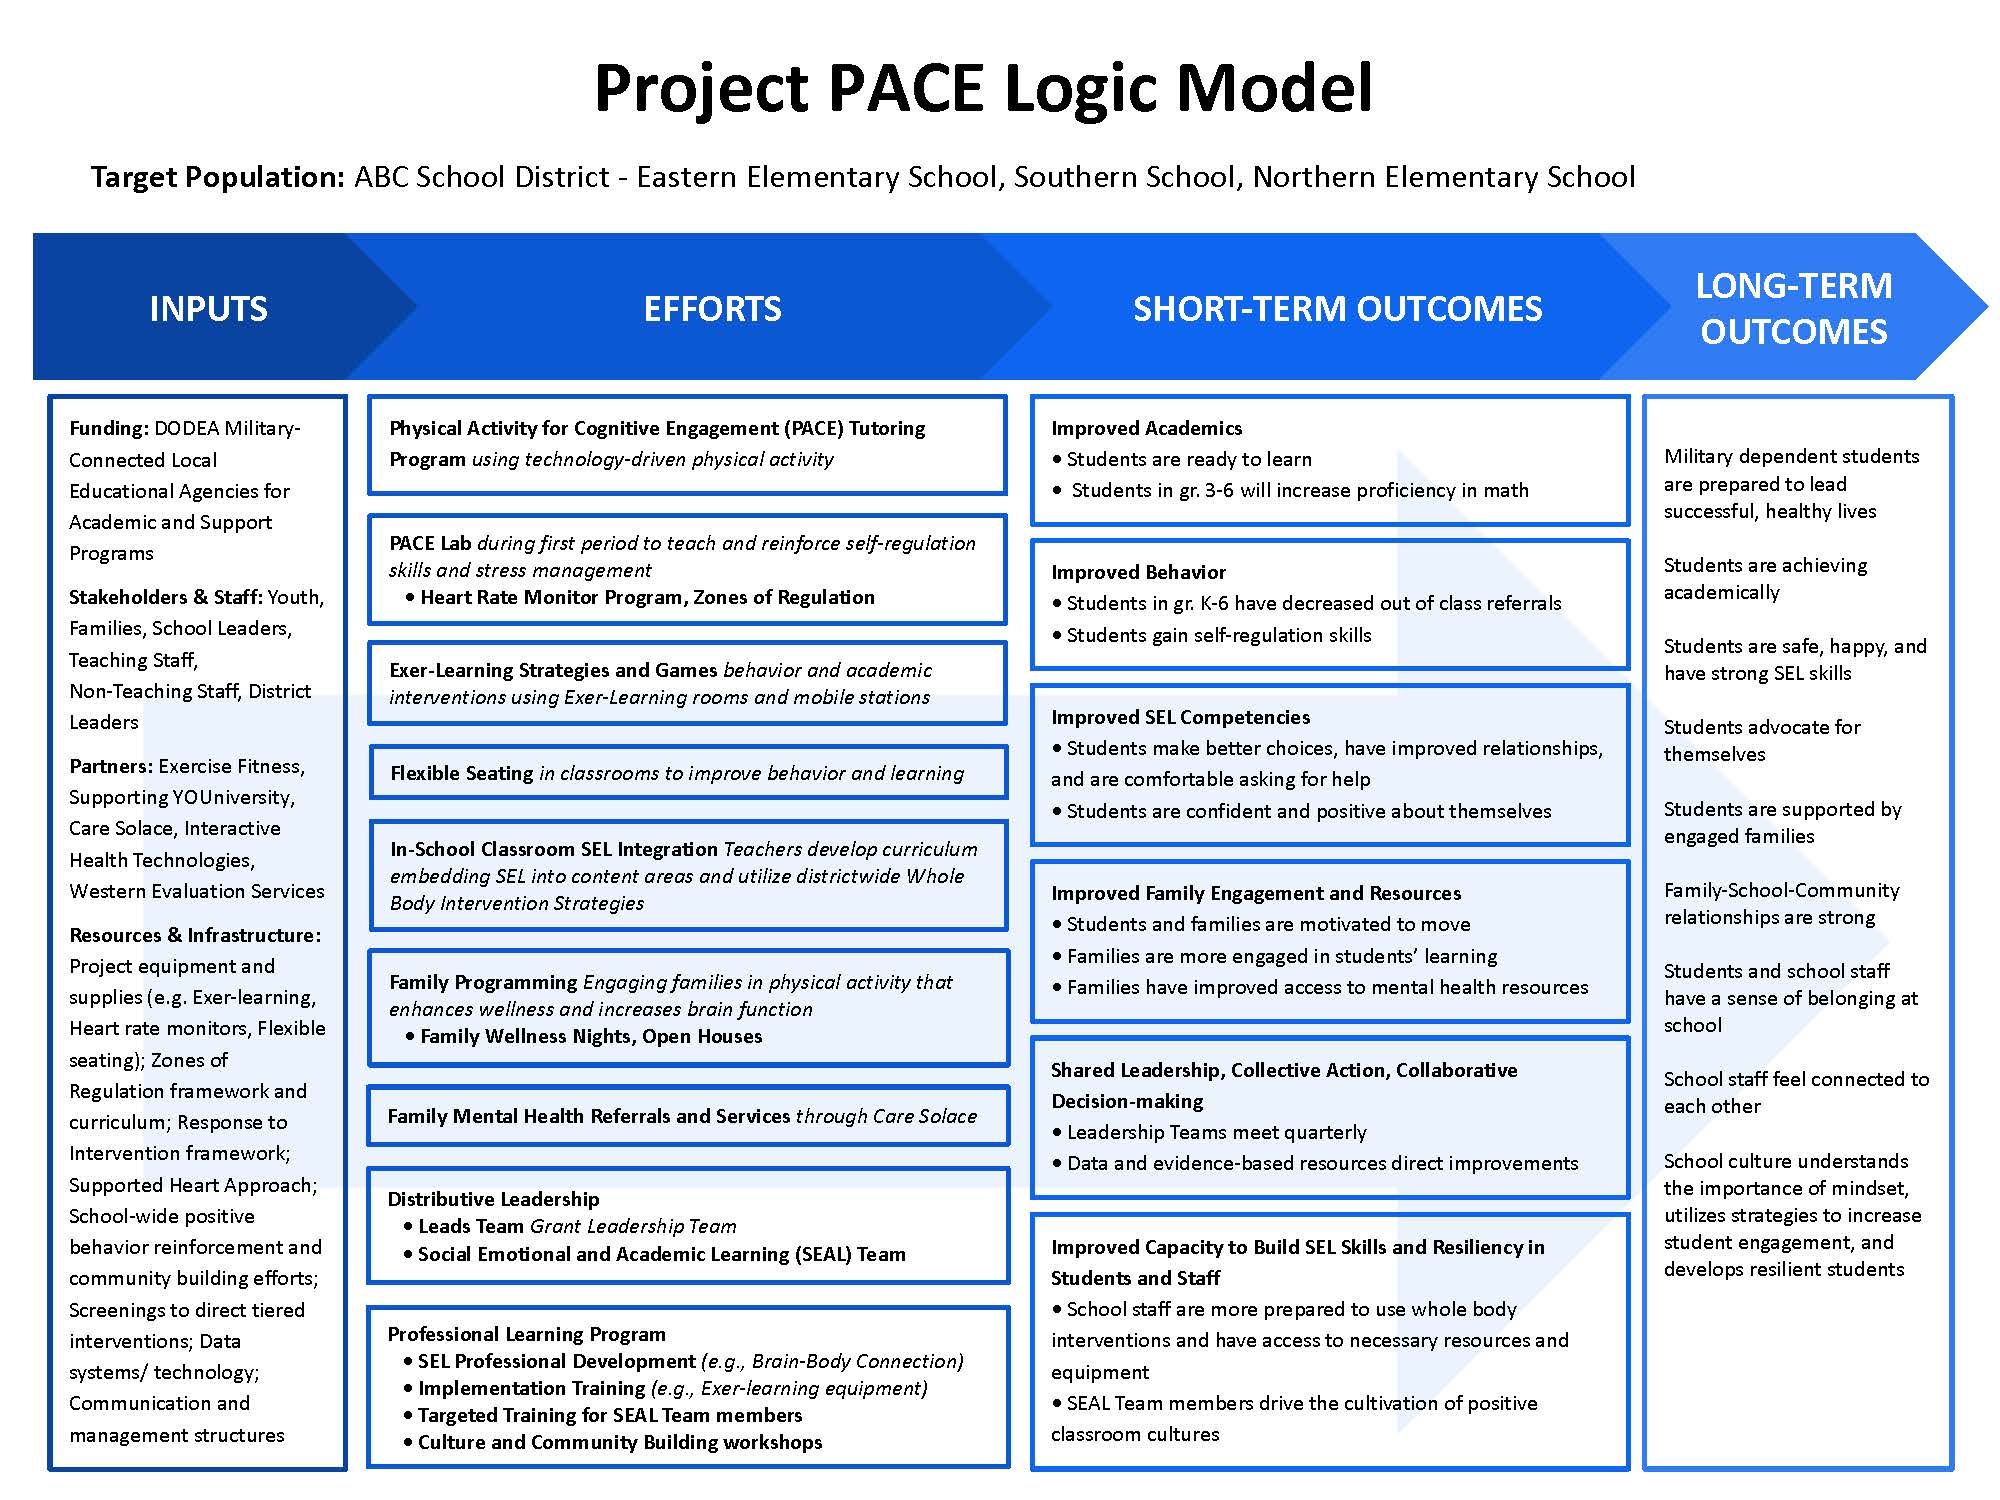 Project PACE Logic Model
Target Population: ABC School District - Eastern Elementary School, Southern School, Northern Elementary School
INPUTS
EFFORTS
SHORT-TERM OUTCOMES
LONG-TERM
OUTCOMES
Funding: DODEA Military-
Connected Local
Educational Agencies for
Academic and Support
Programs
Stakeholders & Staff: Youth,
Families, School Leaders,
Teaching Staff,
Non-Teaching Staff, District
Leaders
Partners: Exercise Fitness,
Supporting YOUniversity,
Care Solace, Interactive
Health Technologies,
Western Evaluation Services
Resources & Infrastructure:
Project equipment and
supplies (e.g. Exer-learning,
Heart rate monitors, Flexible
seating); Zones of
Regulation framework and
curriculum; Response to
Intervention framework;
Supported Heart Approach;
School-wide positive
behavior reinforcement and
community building efforts;
Screenings to direct tiered
interventions; Data
systems/ technology;
Communication and
management structures
Physical Activity for Cognitive Engagement (PACE) Tutoring
Program using technology-driven physical activity
PACE Lab during first period to teach and reinforce self-regulation
skills and stress management
• Heart Rate Monitor Program, Zones of Regulation
Exer-Learning Strategies and Games behavior and academic
interventions using Exer-Learning rooms and mobile stations
Flexible Seating in classrooms to improve behavior and learning
In-School Classroom SEL Integration Teachers develop curriculum
embedding SEL into content areas and utilize districtwide Whole
Body Intervention Strategies
Family Programming Engaging families in physical activity that
enhances wellness and increases brain function
• Family Wellness Nights, Open Houses
Family Mental Health Referrals and Services through Care Solace
Distributive Leadership
• Leads Team Grant Leadership Team
• Social Emotional and Academic Learning (SEAL) Team
Professional Learning Program
• SEL Professional Development (e.g., Brain-Body Connection)
• Implementation Training (e.g., Exer-learning equipment)
• Targeted Training for SEAL Team members
• Culture and Community Building workshops
Improved Academics
• Students are ready to learn
• Students in gr. 3-6 will increase proficiency in math
Improved Behavior
• Students in gr. K-6 have decreased out of class referrals
• Students gain self-regulation skills
Improved SEL Competencies
• Students make better choices, have improved relationships,
and are comfortable asking for help
• Students are confident and positive about themselves
Improved Family Engagement and Resources
• Students and families are motivated to move
• Families are more engaged in students' learning
• Families have improved access to mental health resources
Shared Leadership, Collective Action, Collaborative
Decision-making
• Leadership Teams meet quarterly
• Data and evidence-based resources direct improvements
Improved Capacity to Build SEL Skills and Resiliency in
Students and Staff
• School staff are more prepared to use whole body
interventions and have access to necessary resources and
equipment
• SEAL Team members drive the cultivation of positive
classroom cultures
Military dependent students
are prepared to lead
successful, healthy lives
Students are achieving
academically
Students are safe, happy, and
have strong SEL skills
Students advocate for
themselves
Students are supported by
engaged families
Family-School-Community
relationships are strong
Students and school staff
have a sense of belonging at
school
School staff feel connected to
each other
School culture understands
the importance of mindset,
utilizes strategies to increase
student engagement, and
develops resilient students